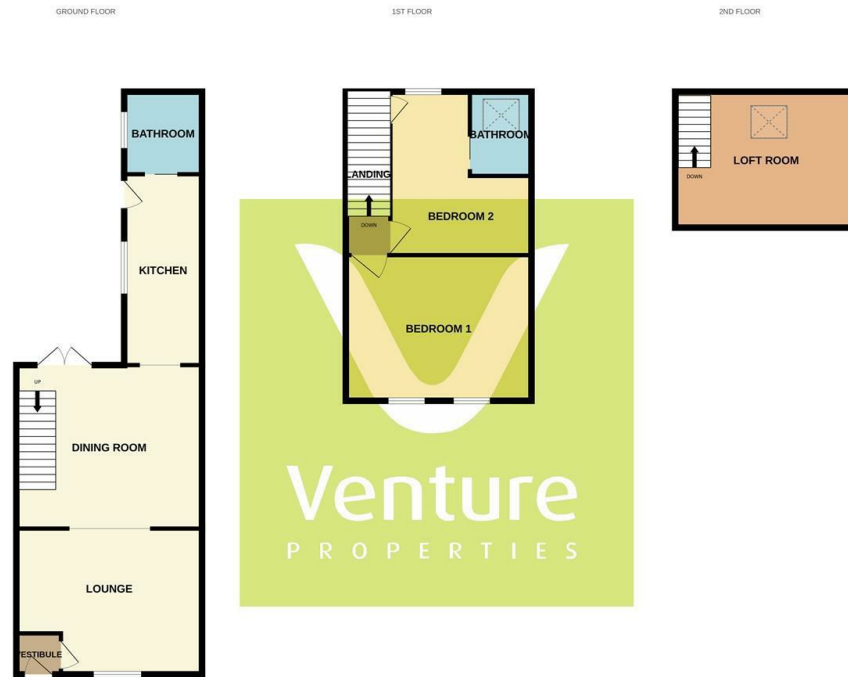 GROUND FLOOR
BATHROOM
KITCHEN
UP
DINING ROOM
LOUNGE
VESTIBULE
1ST FLOOR
BATHROOM
LANDING
DOWN
BEDROOM 2
BEDROOM 1
2ND FLOOR
LOFT ROOM
DOWN
Venture
PROPERTIES